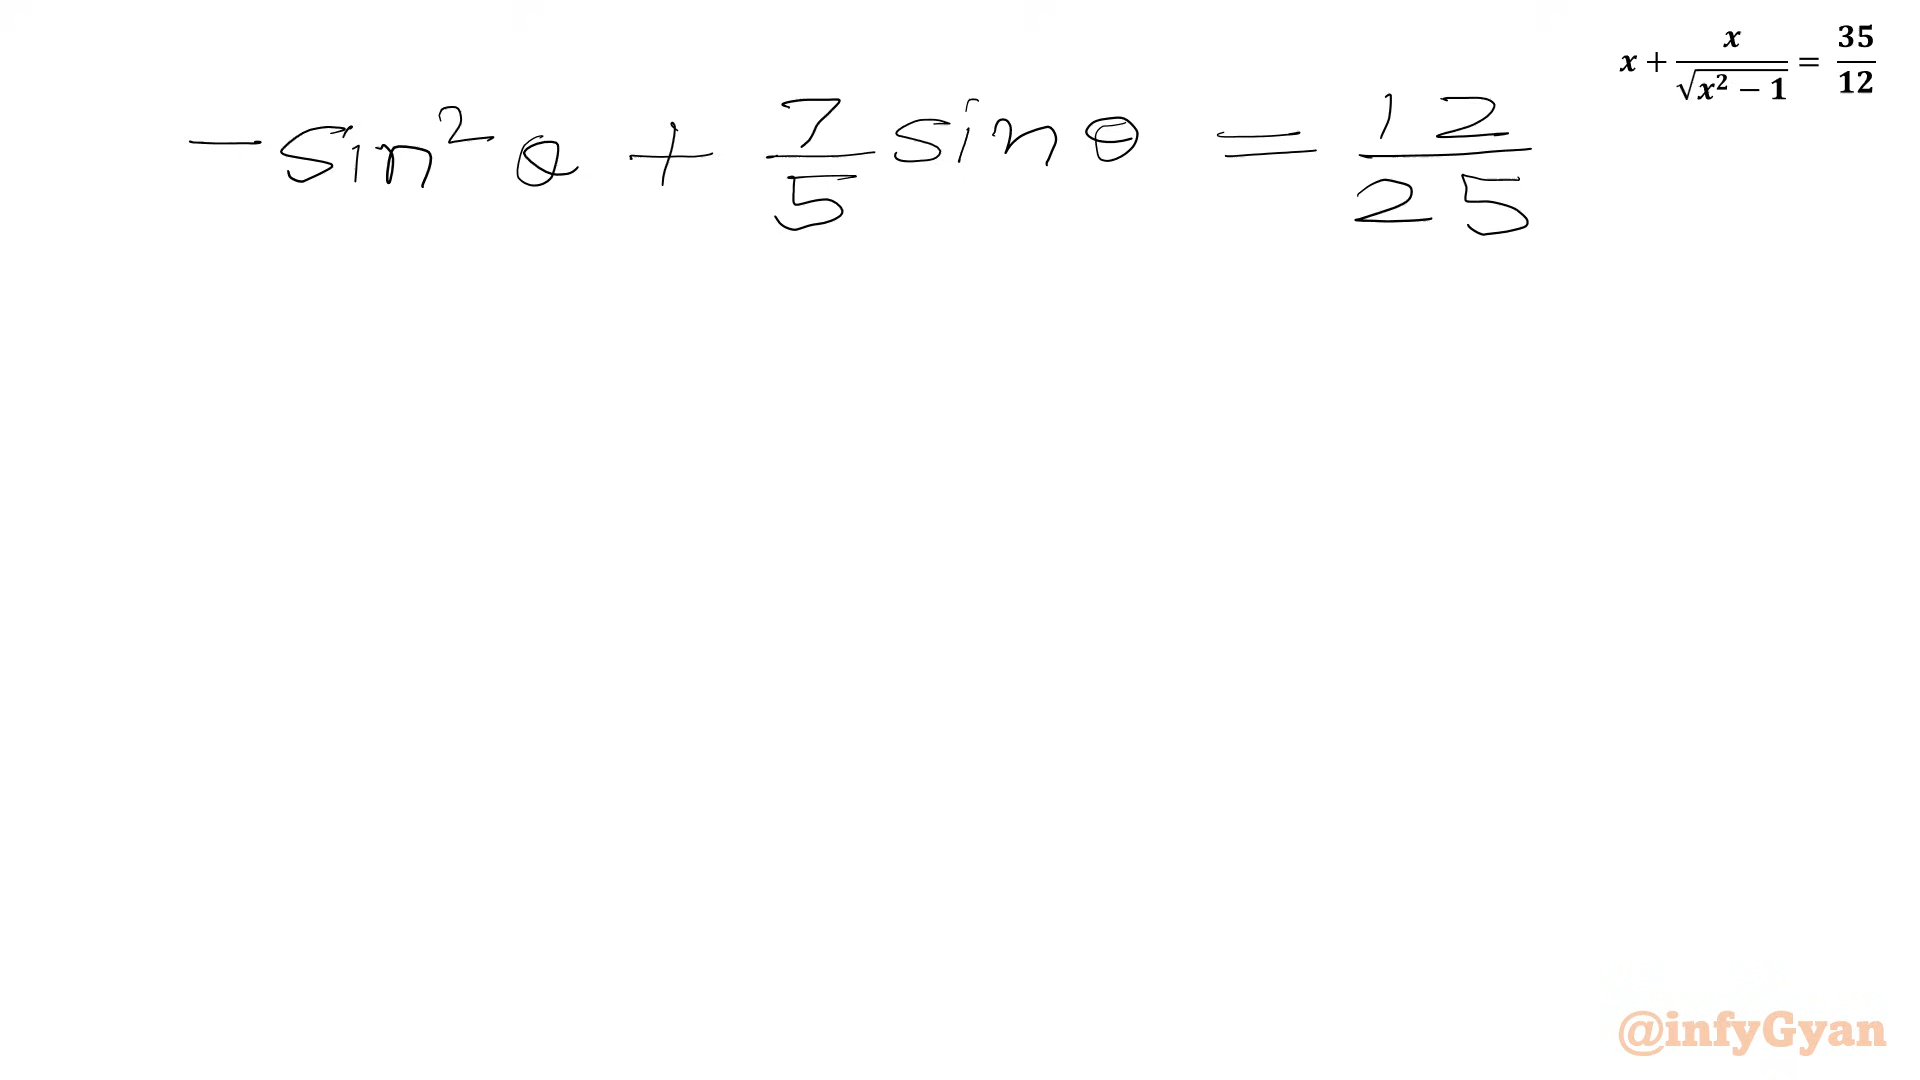 x + x/√(x² − 1) = 35/12
− sin²θ + 7/5 sinθ = 12/25
@infyGyan